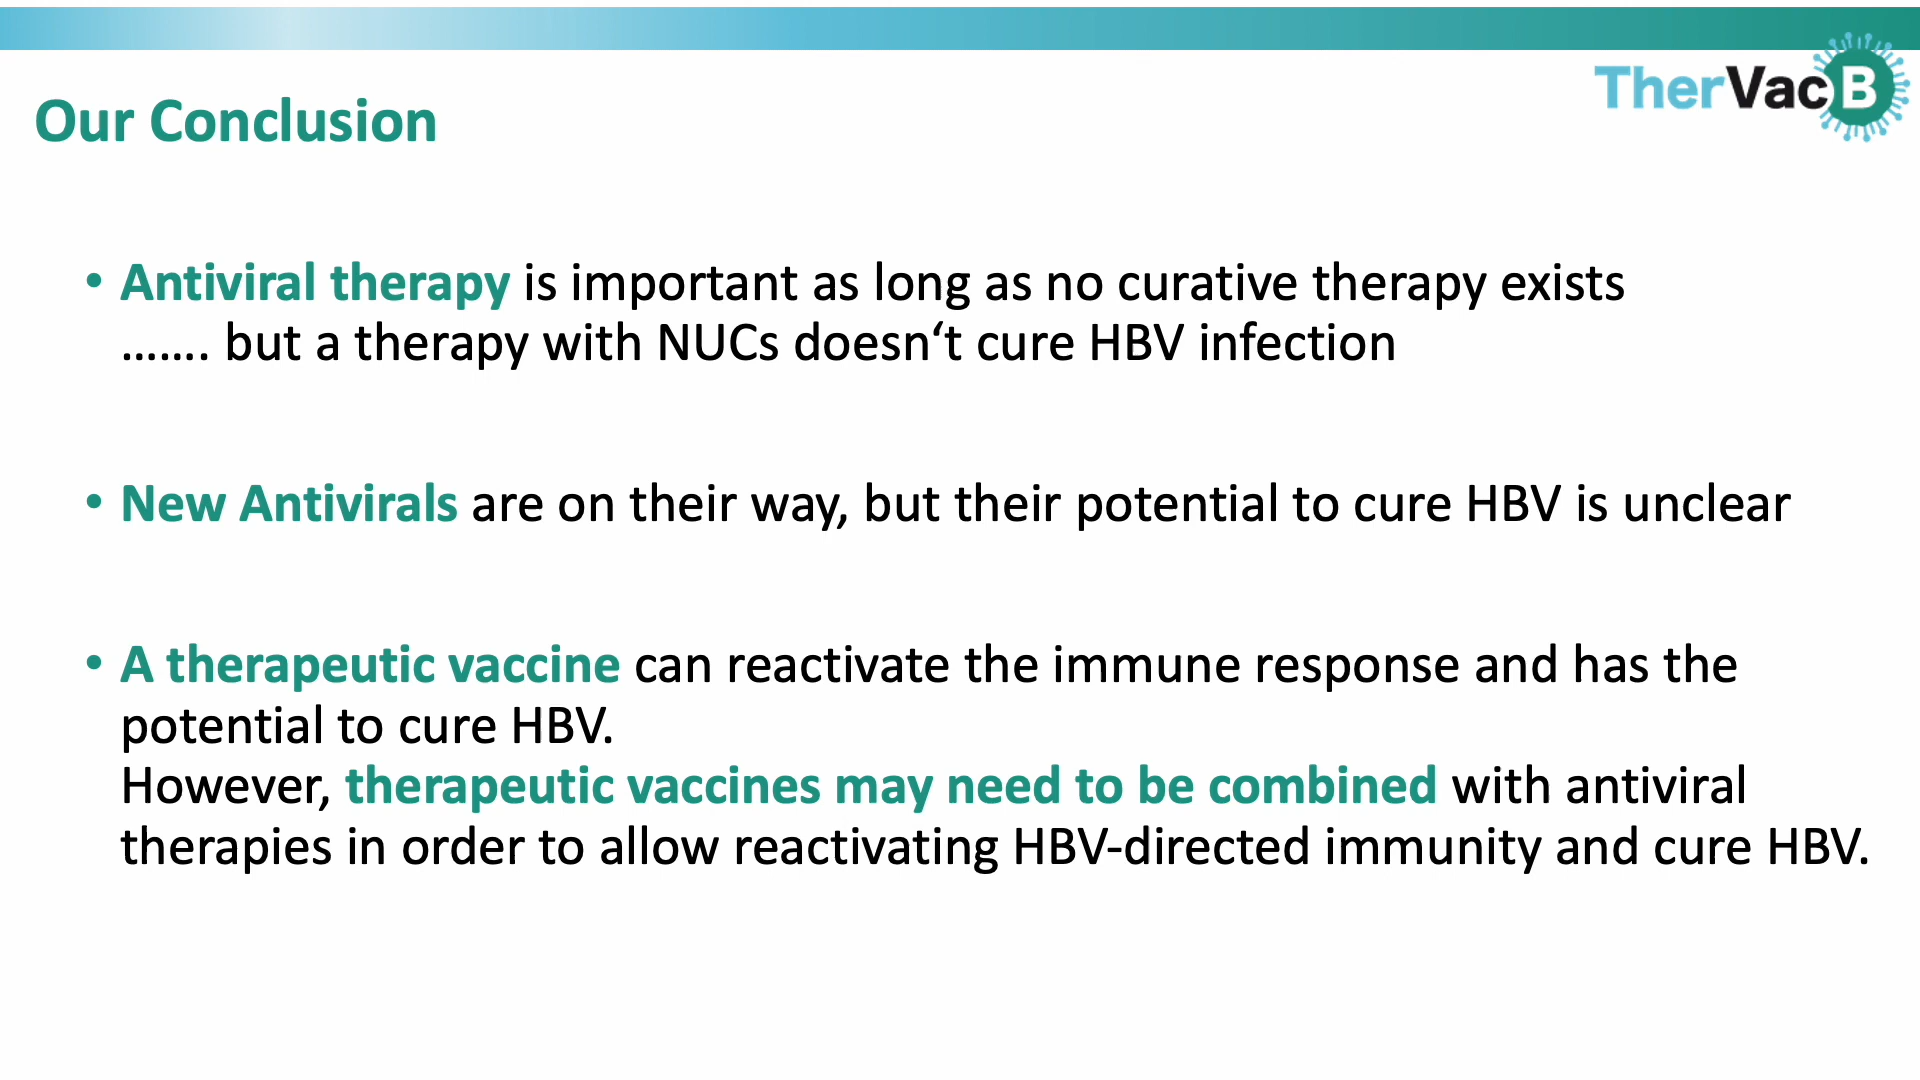 TherVacB
Our Conclusion
• Antiviral therapy is important as long as no curative therapy exists
....... but a therapy with NUCs doesn‘t cure HBV infection
• New Antivirals are on their way, but their potential to cure HBV is unclear
• A therapeutic vaccine can reactivate the immune response and has the
potential to cure HBV.
However, therapeutic vaccines may need to be combined with antiviral
therapies in order to allow reactivating HBV-directed immunity and cure HBV.